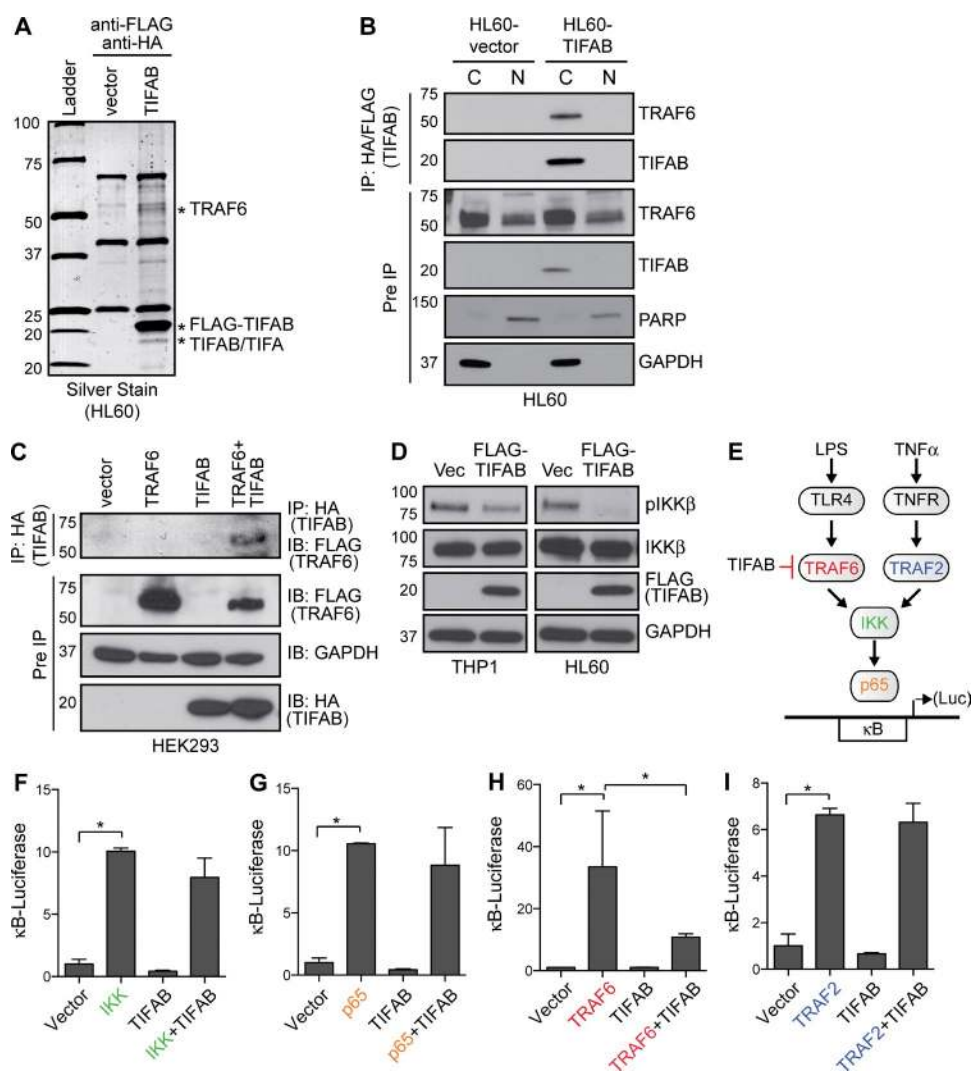 A
anti-FLAG
anti-HA
Ladder
vector
TIFAB
100
75
50
37
25
20
20
* TRAF6
* FLAG-TIFAB
* TIFAB/TIFA
Silver Stain
(HL60)
B
HL60-
vector
HL60-
TIFAB
C N C N
IP: HA/FLAG
(TIFAB)
75
50
TRAF6
20
TIFAB
Pre IP
75
50
TRAF6
20
TIFAB
150
PARP
37
GAPDH
HL60
C
vector
TRAF6
TIFAB
TRAF6+
TIFAB
IP: HA
(TIFAB)
75
50
IP: HA
(TIFAB)
IB: FLAG
(TRAF6)
Pre IP
75
50
IB: FLAG
(TRAF6)
37
IB: GAPDH
20
IB: HA
(TIFAB)
HEK293
D
Vec
FLAG-
TIFAB
Vec
FLAG-
TIFAB
100
75
pIKKβ
100
75
IKKβ
20
FLAG
(TIFAB)
37
GAPDH
THP1
HL60
E
LPS
TNFα
TLR4
TNFR
TIFAB
TRAF6
TRAF2
IKK
p65
(Luc)
κB
F
κB-Luciferase
15
10
5
0
*
Vector
IKK
TIFAB
IKK+TIFAB
G
κB-Luciferase
15
10
5
0
*
Vector
p65
TIFAB
p65+TIFAB
H
κB-Luciferase
60
40
20
0
*
*
Vector
TRAF6
TIFAB
TRAF6+TIFAB
I
κB-Luciferase
8
6
4
2
0
*
Vector
TRAF2
TIFAB
TRAF2+TIFAB